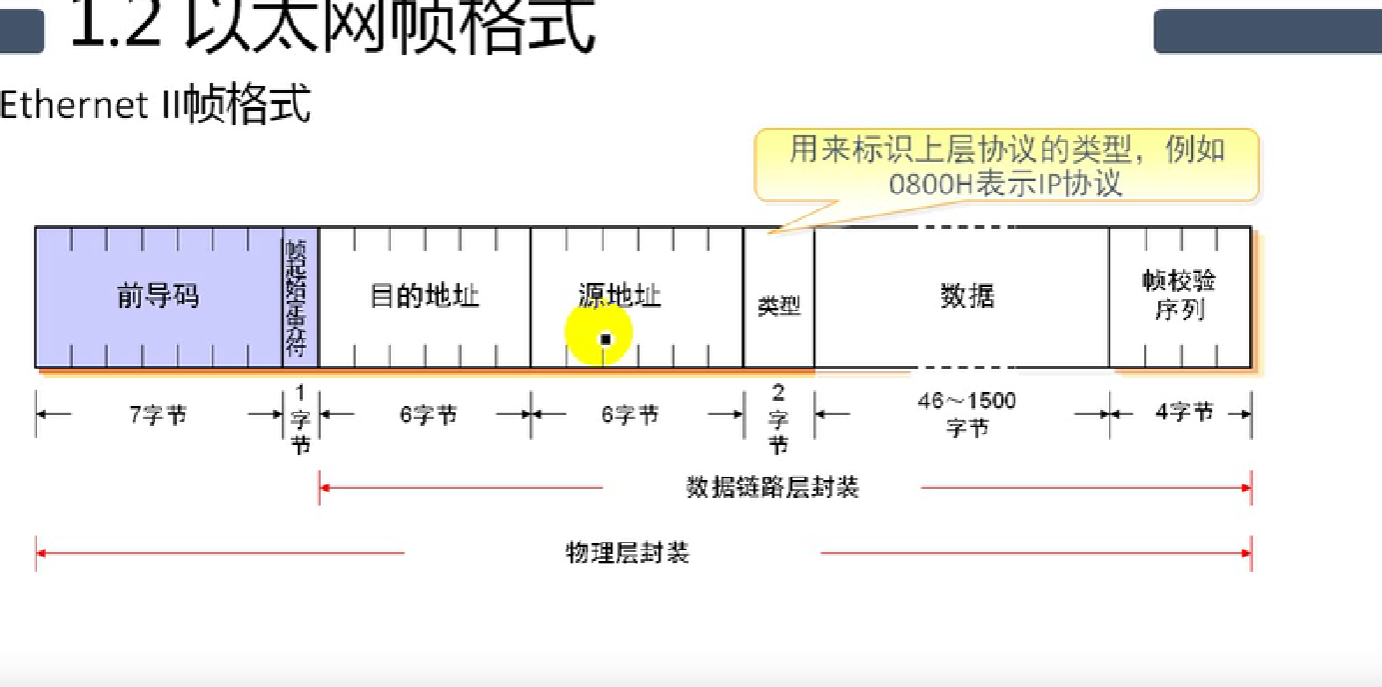 1.2 以太网帧格式
Ethernet II帧格式
用来标识上层协议的类型，例如
0800H表示IP协议
前导码
帧起始定界符
目的地址
源地址
类型
数据
帧校验
序列
7字节
1
字
节
6字节
6字节
2
字
节
46～1500
字节
4字节
数据链路层封装
物理层封装